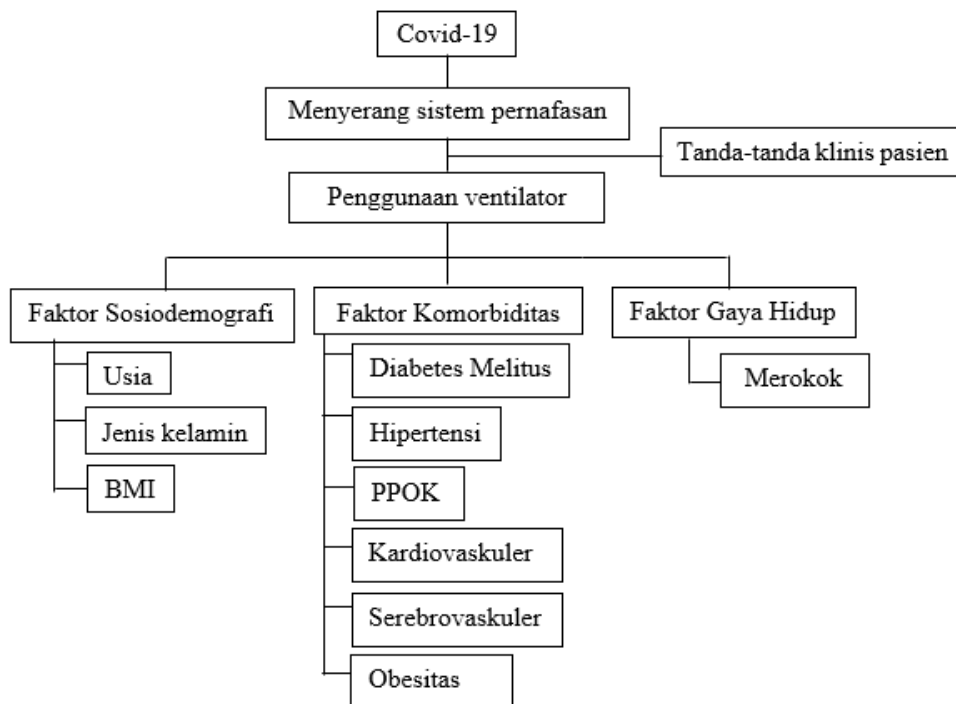 Covid-19
Menyerang sistem pernafasan
Tanda-tanda klinis pasien
Penggunaan ventilator
Faktor Sosiodemografi
Usia
Jenis kelamin
BMI
Faktor Komorbiditas
Diabetes Melitus
Hipertensi
PPOK
Kardiovaskuler
Serebrovaskuler
Obesitas
Faktor Gaya Hidup
Merokok